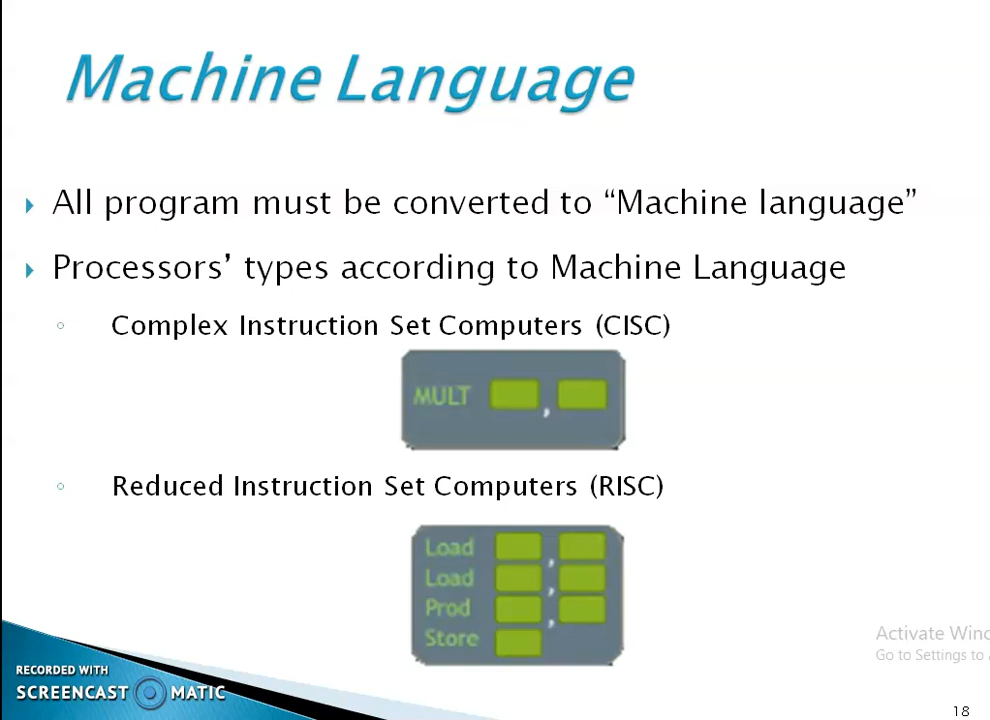 Machine Language
All program must be converted to “Machine language”
Processors’ types according to Machine Language
Complex Instruction Set Computers (CISC)
MULT ,
Reduced Instruction Set Computers (RISC)
Load ,
Load ,
Prod ,
Store
Activate Wind
Go to Settings to
RECORDED WITH
SCREENCAST MATIC
18